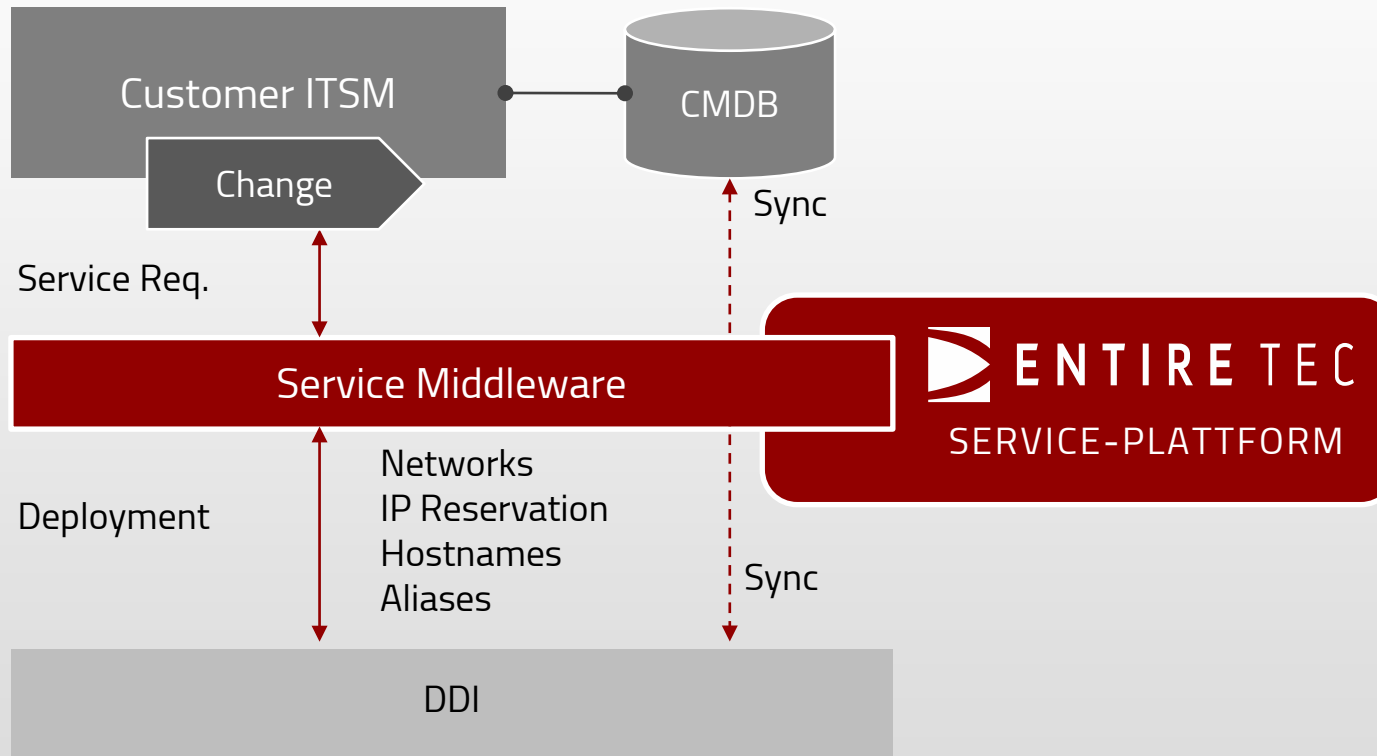 Customer ITSM
CMDB
Change
Sync
Service Req.
Service Middleware
ENTIRE TEC
SERVICE-PLATTFORM
Deployment
Networks
IP Reservation
Hostnames
Aliases
Sync
DDI